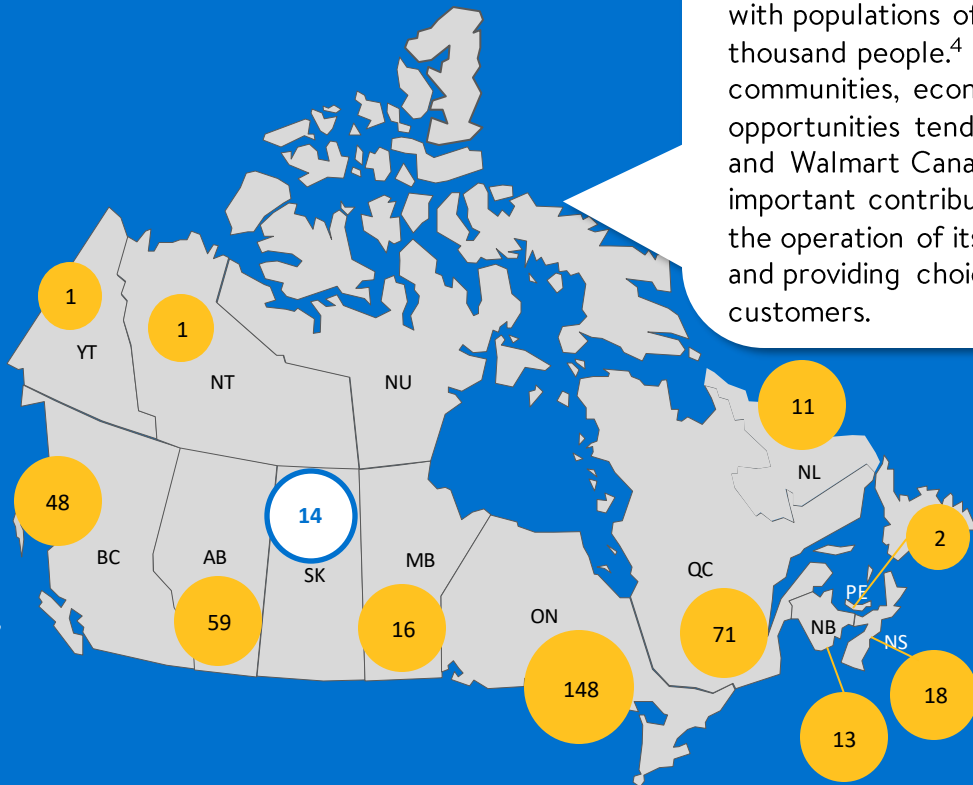 with populations of
thousand people.4
communities, econ
opportunities tend
and Walmart Cana
important contribu
the operation of its
and providing choic
customers.
1
1
YT
NT
NU
11
NL
48
14
2
BC
AB
SK
MB
QC
PE
59
16
ON
71
NB
NS
148
18
13